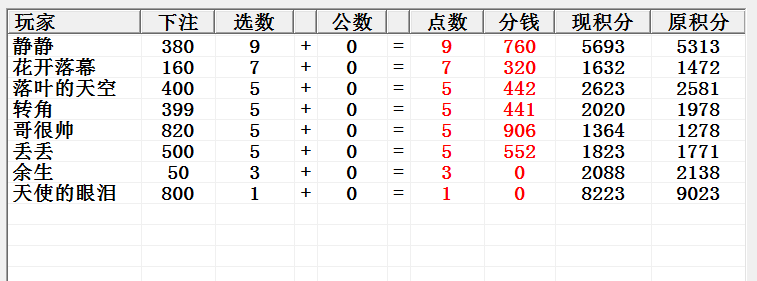 玩家 下注 选数 公数 点数 分钱 现积分 原积分
静静 380 9 + 0 = 9 760 5693 5313
花开落幕 160 7 + 0 = 7 320 1632 1472
落叶的天空 400 5 + 0 = 5 442 2623 2581
转角 399 5 + 0 = 5 441 2020 1978
哥很帅 820 5 + 0 = 5 906 1364 1278
丢丢 500 5 + 0 = 5 552 1823 1771
余生 50 3 + 0 = 3 0 2088 2138
天使的眼泪 800 1 + 0 = 1 0 8223 9023